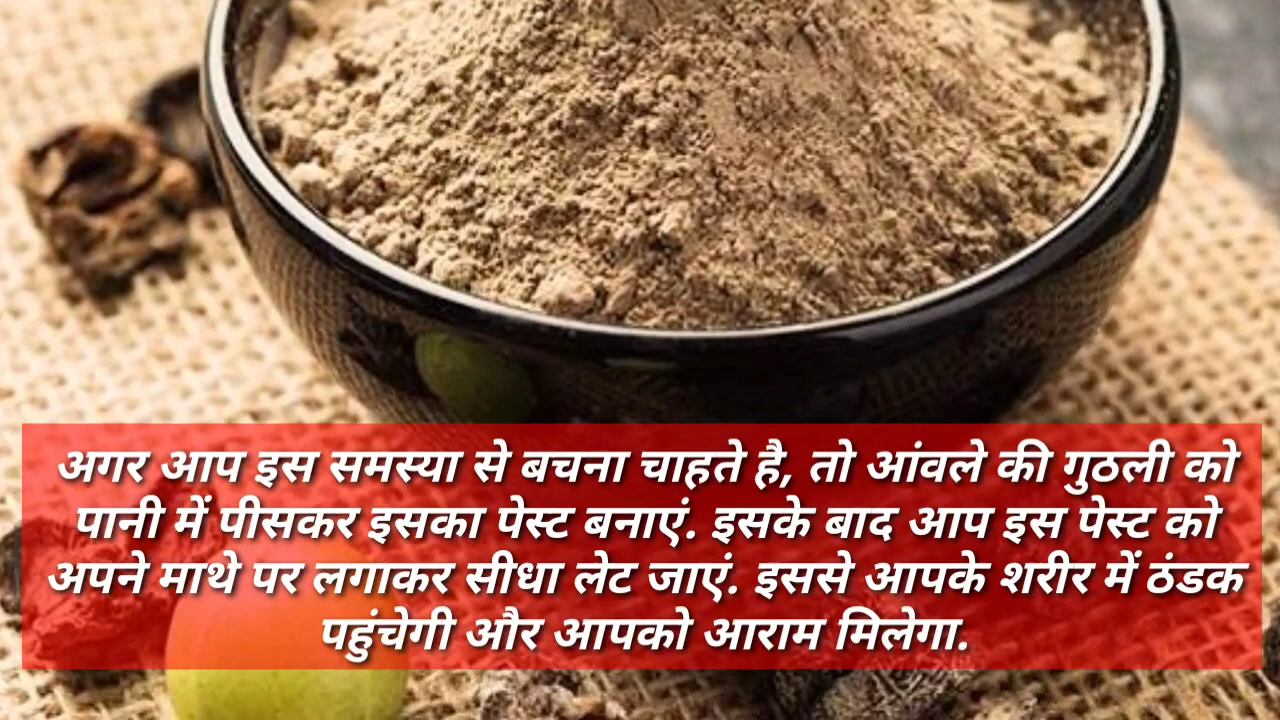 अगर आप इस समस्या से बचना चाहते है, तो आंवले की गुठली को
पानी में पीसकर इसका पेस्ट बनाएं. इसके बाद आप इस पेस्ट को
अपने माथे पर लगाकर सीधा लेट जाएं. इससे आपके शरीर में ठंडक
पहुंचेगी और आपको आराम मिलेगा.